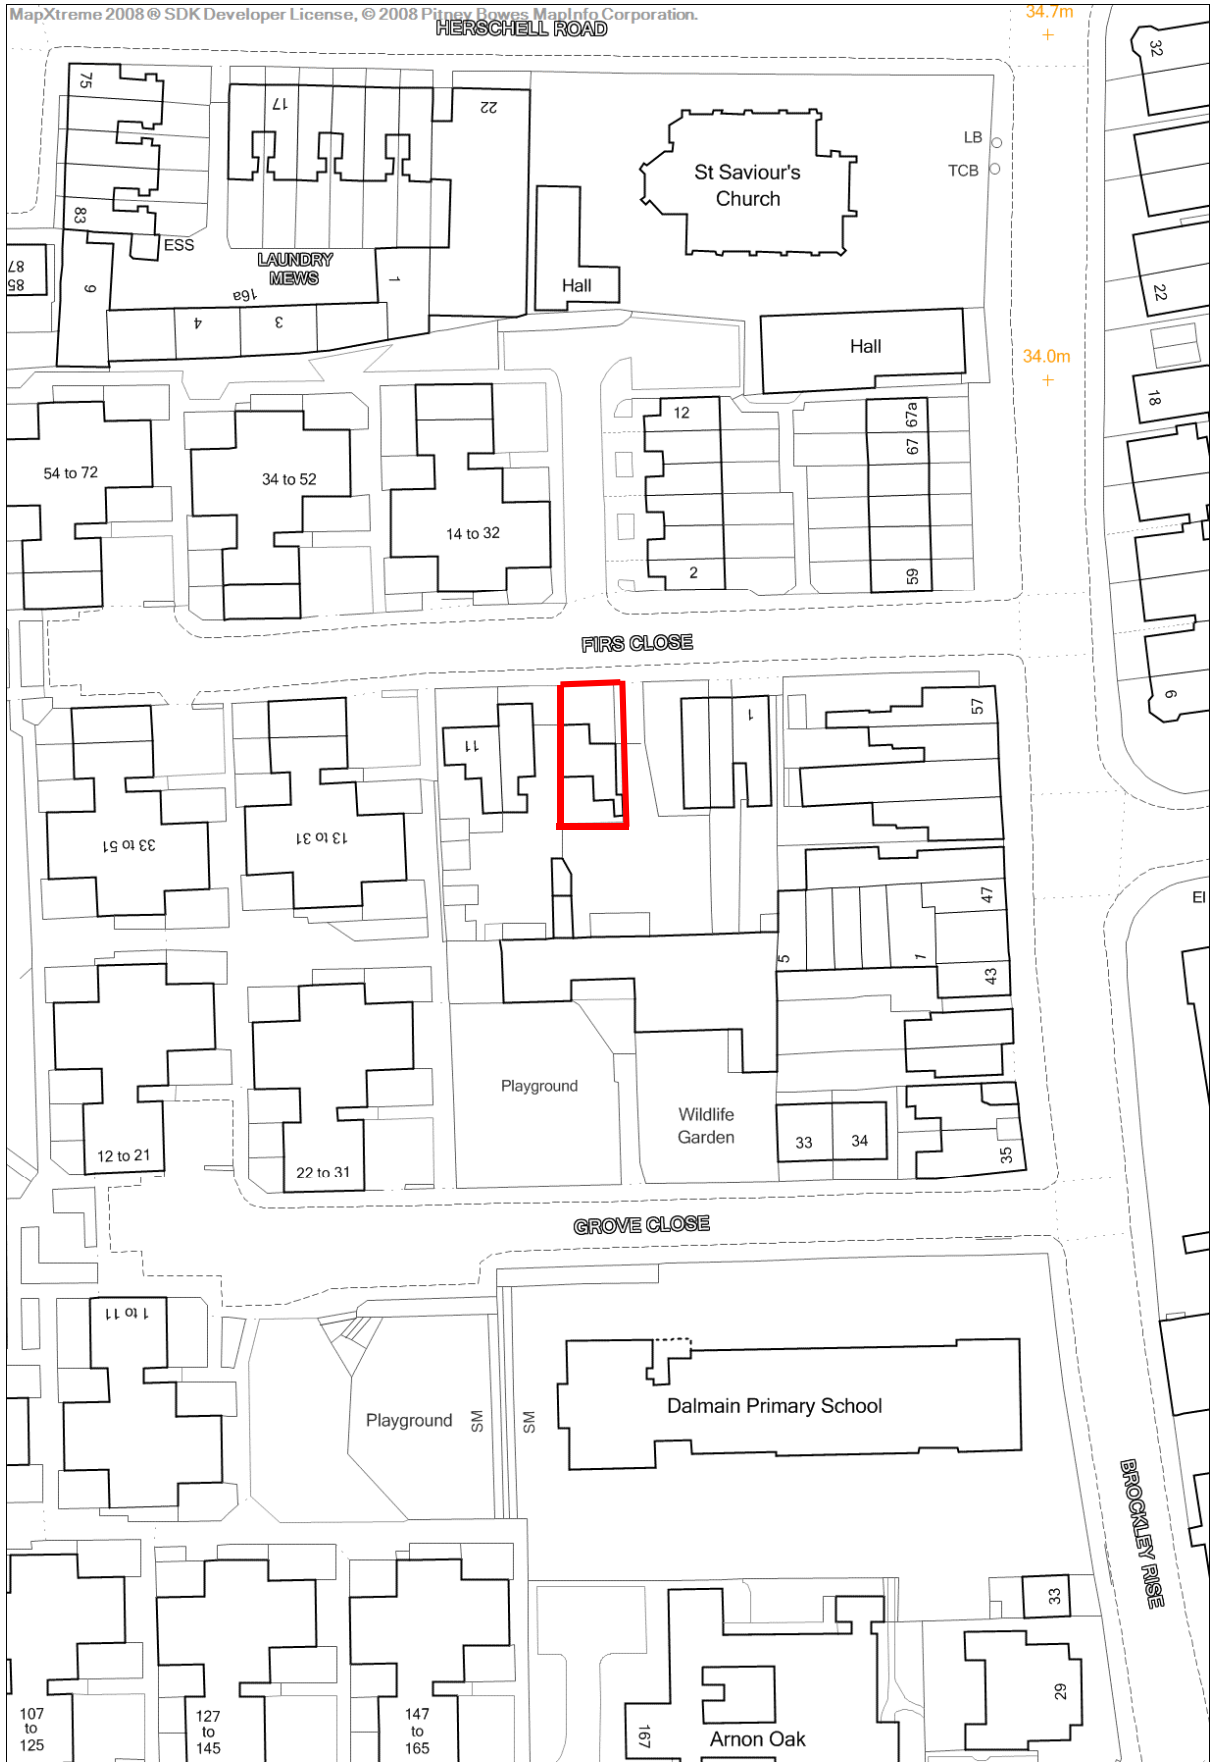 MapXtreme 2008 ® SDK Developer License, © 2008 Pitney Bowes MapInfo Corporation.
34.7m
HERSCHELL ROAD
32
75
17
22
LB
TCB
St Saviour's
Church
83
ESS
LAUNDRY
MEWS
87
85
9
16a
1
Hall
22
4
3
Hall
34.0m
18
12
67a
67
54 to 72
34 to 52
14 to 32
2
59
FIRS CLOSE
6
57
11
1
33 to 51
13 to 31
47
El
5
1
43
Playground
Wildlife
Garden
33
34
35
12 to 21
22 to 31
GROVE CLOSE
1 to 11
Playground
SM
SM
Dalmain Primary School
BROCKLEY RISE
33
29
107
to
125
127
to
145
147
to
165
197
Arnon Oak